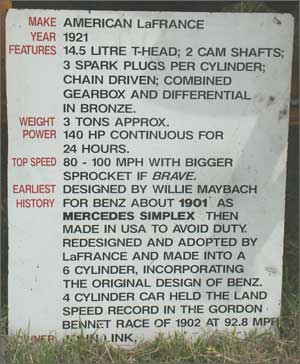 MAKE AMERICAN LaFRANCE
YEAR 1921
FEATURES 14.5 LITRE T-HEAD; 2 CAM SHAFTS;
3 SPARK PLUGS PER CYLINDER;
CHAIN DRIVEN; COMBINED
GEARBOX AND DIFFERENTIAL
IN BRONZE.
WEIGHT 3 TONS APPROX.
POWER 140 HP CONTINUOUS FOR
24 HOURS.
TOP SPEED 80 - 100 MPH WITH BIGGER
SPROCKET IF BRAVE.
EARLIEST DESIGNED BY WILLIE MAYBACH
HISTORY FOR BENZ ABOUT 1901 AS
MERCEDES SIMPLEX THEN
MADE IN USA TO AVOID DUTY.
REDESIGNED AND ADOPTED BY
LaFRANCE AND MADE INTO A
6 CYLINDER, INCORPORATING
THE ORIGINAL DESIGN OF BENZ.
4 CYLINDER CAR HELD THE LAND
SPEED RECORD IN THE GORDON
BENNET RACE OF 1902 AT 92.8 MPH
LINK.